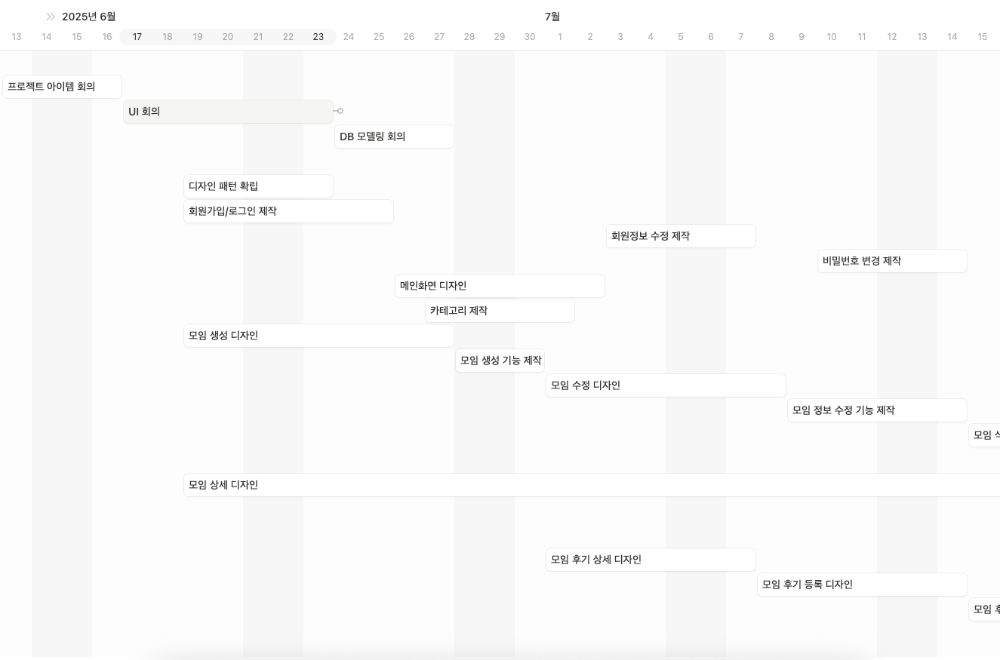 2025년 6월 7월
13 14 15 16 17 18 19 20 21 22 23 24 25 26 27 28 29 30 1 2 3 4 5 6 7 8 9 10 11 12 13 14 15
프로젝트 아이템 회의
UI 회의
DB 모델링 회의
디자인 패턴 확립
회원가입/로그인 제작
회원정보 수정 제작
비밀번호 변경 제작
메인화면 디자인
카테고리 제작
모임 생성 디자인
모임 생성 기능 제작
모임 수정 디자인
모임 정보 수정 기능 제작
모임
모임 상세 디자인
모임 후기 상세 디자인
모임 후기 등록 디자인
모임